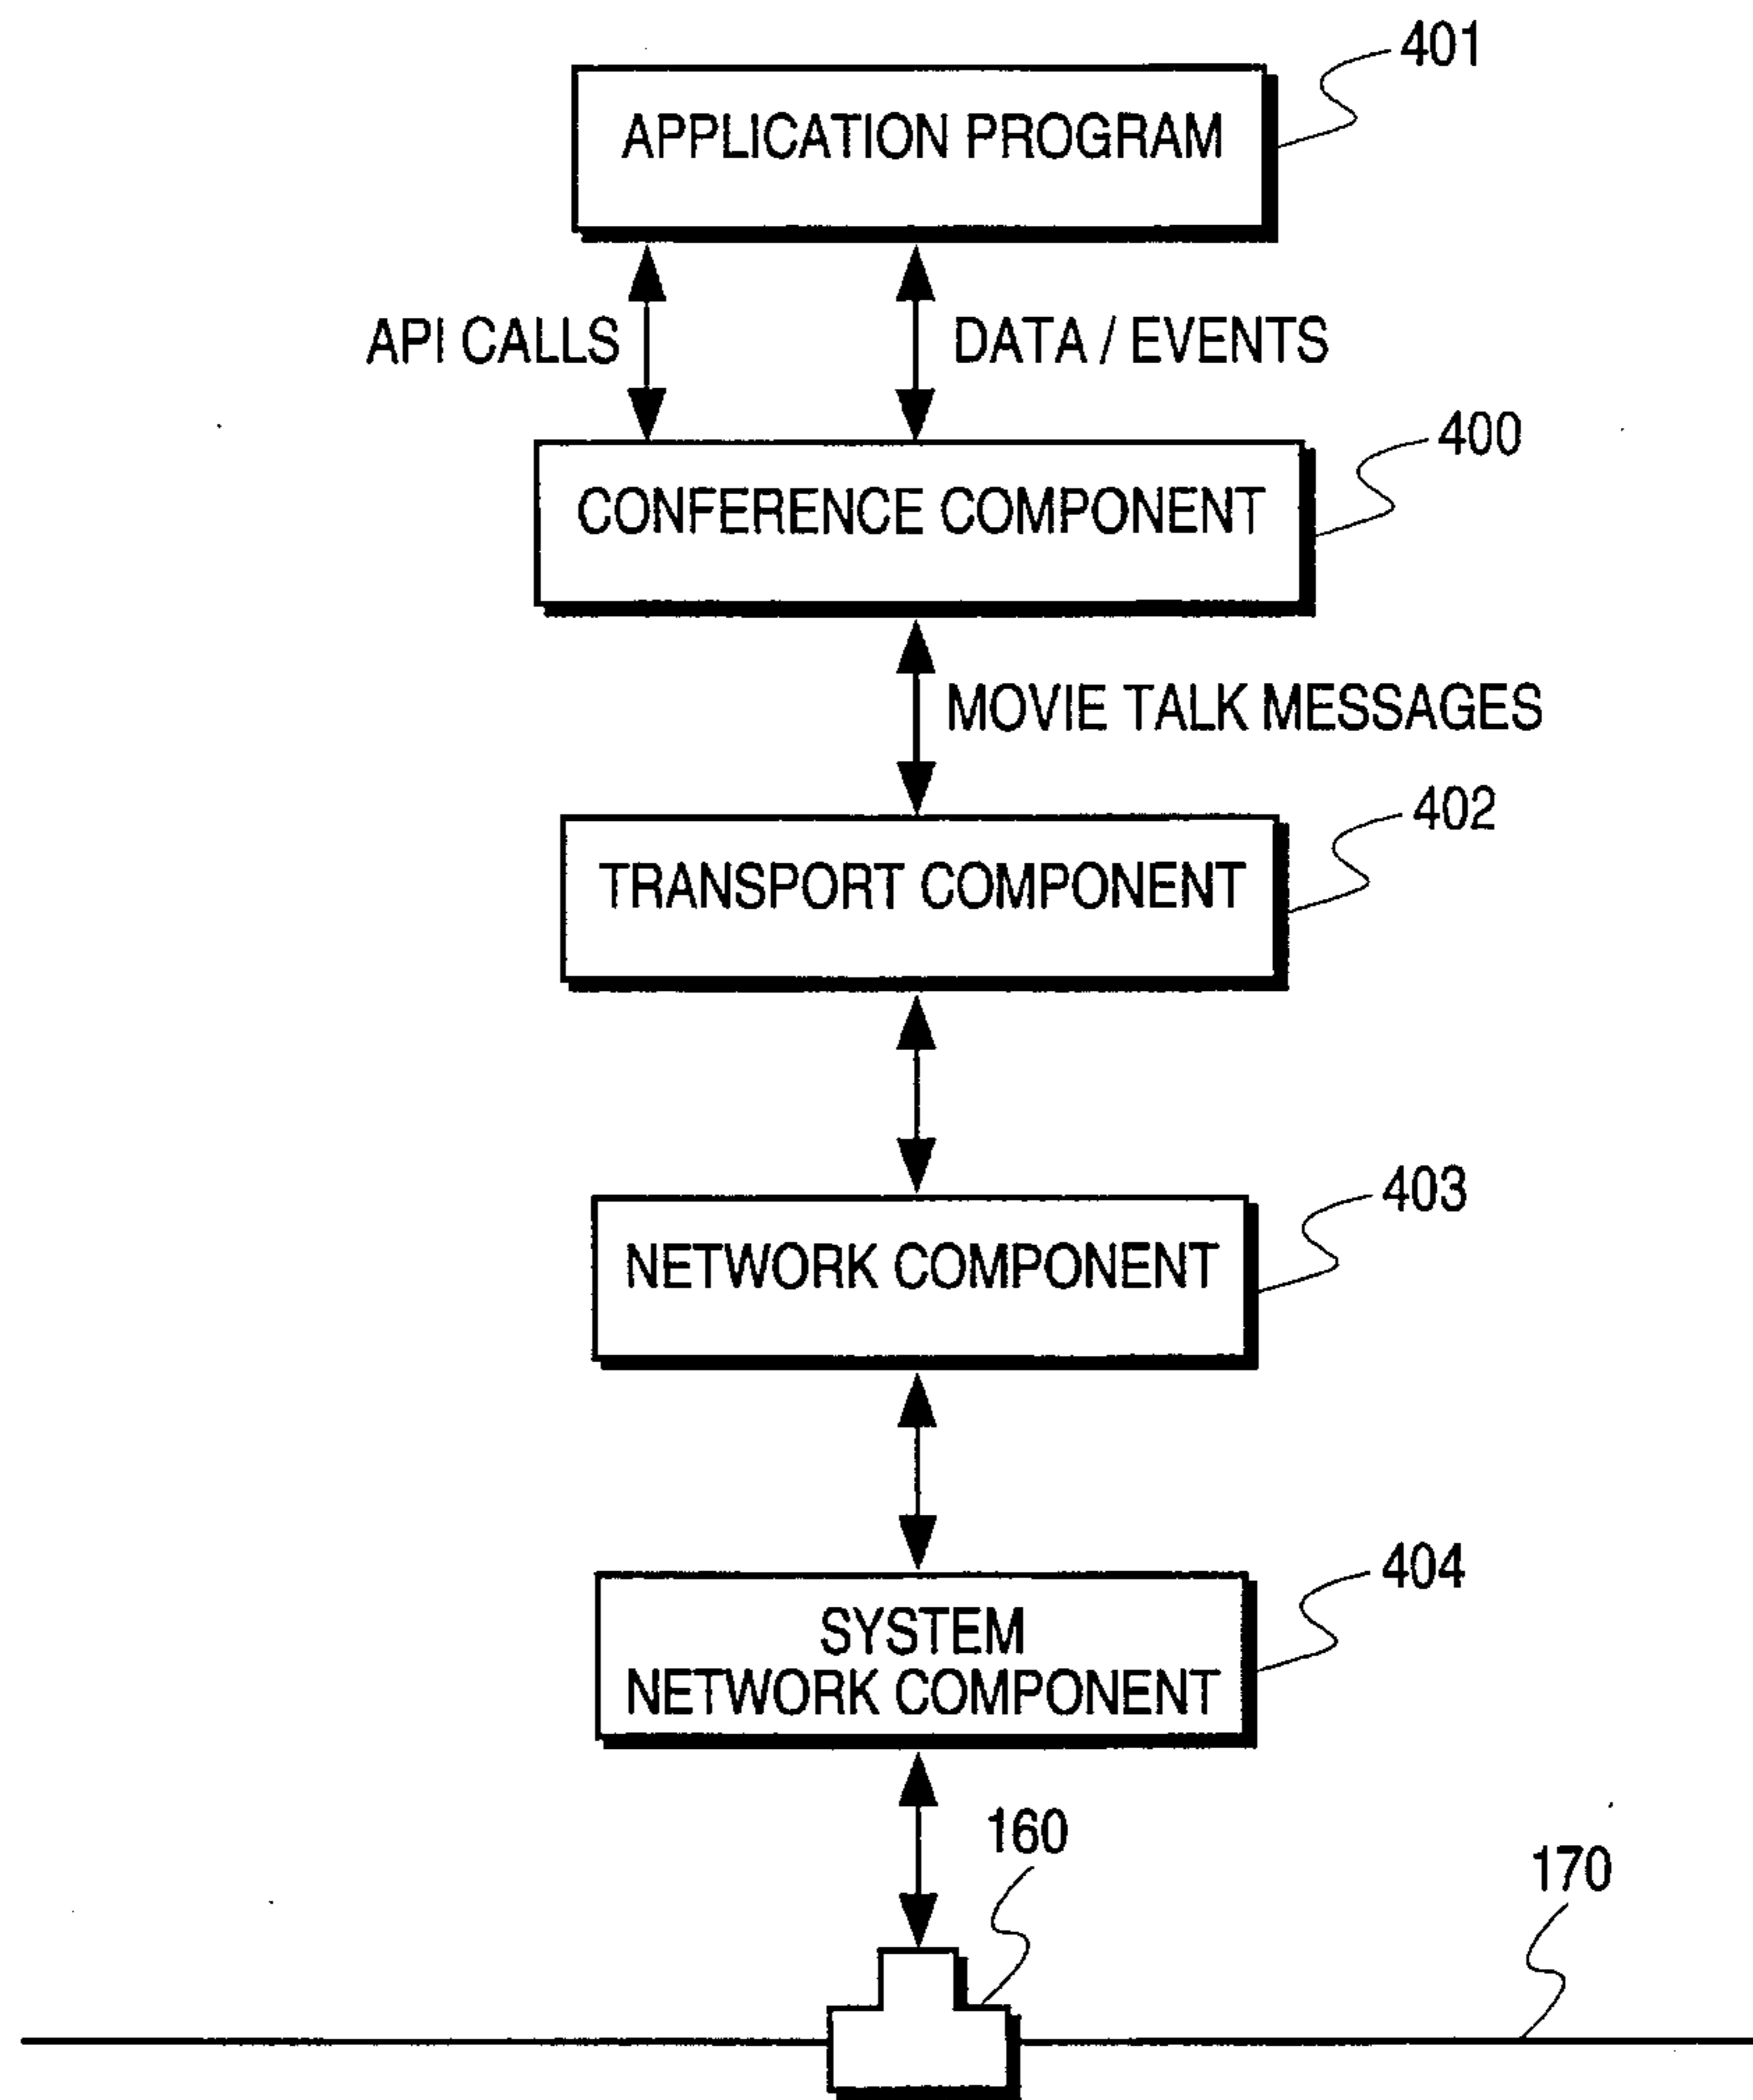 401
APPLICATION PROGRAM
API CALLS
DATA / EVENTS
400
CONFERENCE COMPONENT
MOVIE TALK MESSAGES
402
TRANSPORT COMPONENT
403
NETWORK COMPONENT
404
SYSTEM
NETWORK COMPONENT
160
170